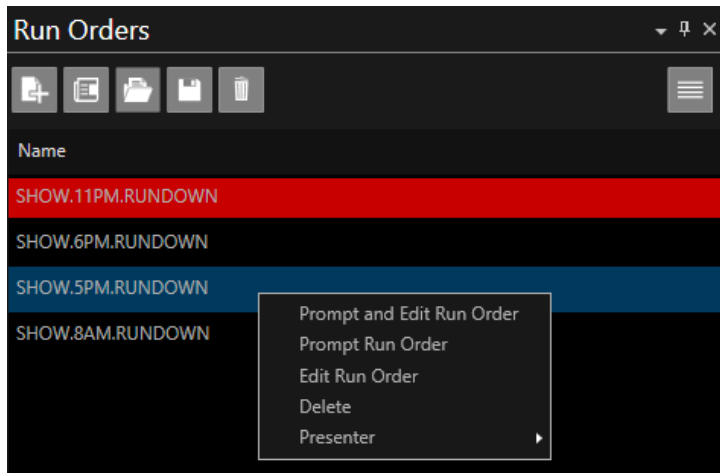 Run Orders
Name
SHOW.11PM.RUNDOWN
SHOW.6PM.RUNDOWN
SHOW.5PM.RUNDOWN
SHOW.8AM.RUNDOWN
Prompt and Edit Run Order
Prompt Run Order
Edit Run Order
Delete
Presenter